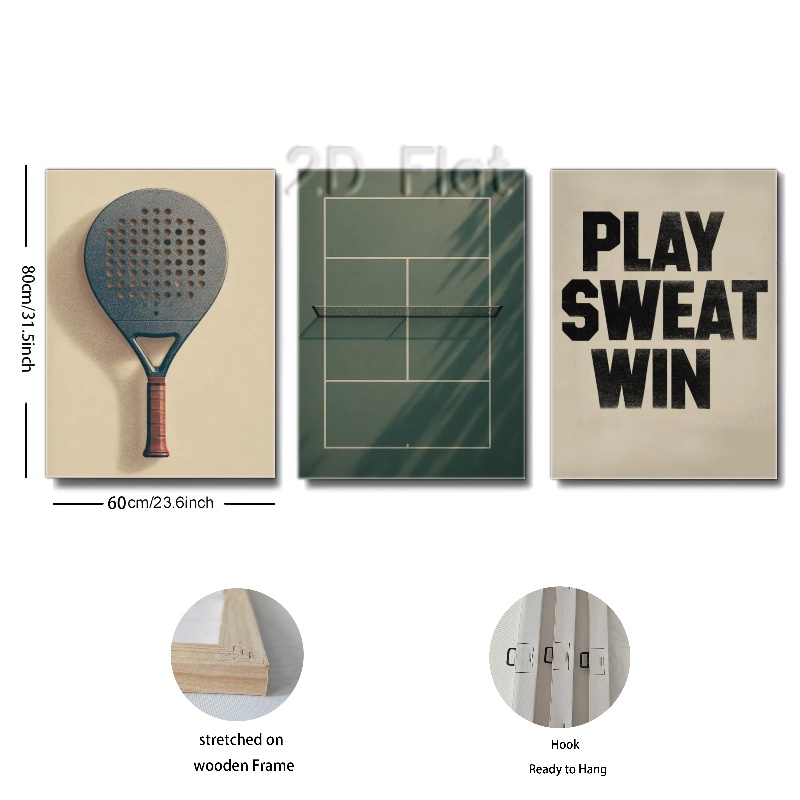 2D Flat
80cm/31.5inch
PLAY
SWEAT
WIN
60cm/23.6inch
stretched on
wooden Frame
Hook
Ready to Hang